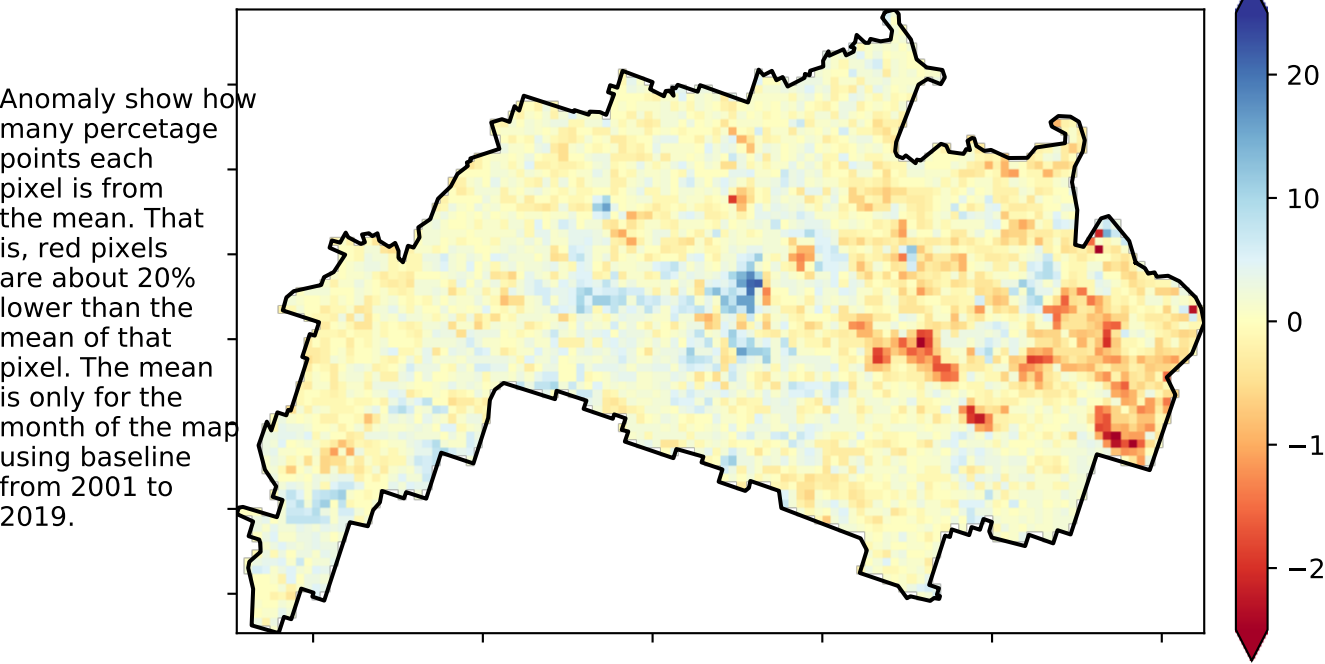 Anomaly show how
many percetage
points each
pixel is from
the mean. That
is, red pixels
are about 20%
lower than the
mean of that
pixel. The mean
is only for the
month of the map
using baseline
from 2001 to
2019.
20
10
0
−1
−2